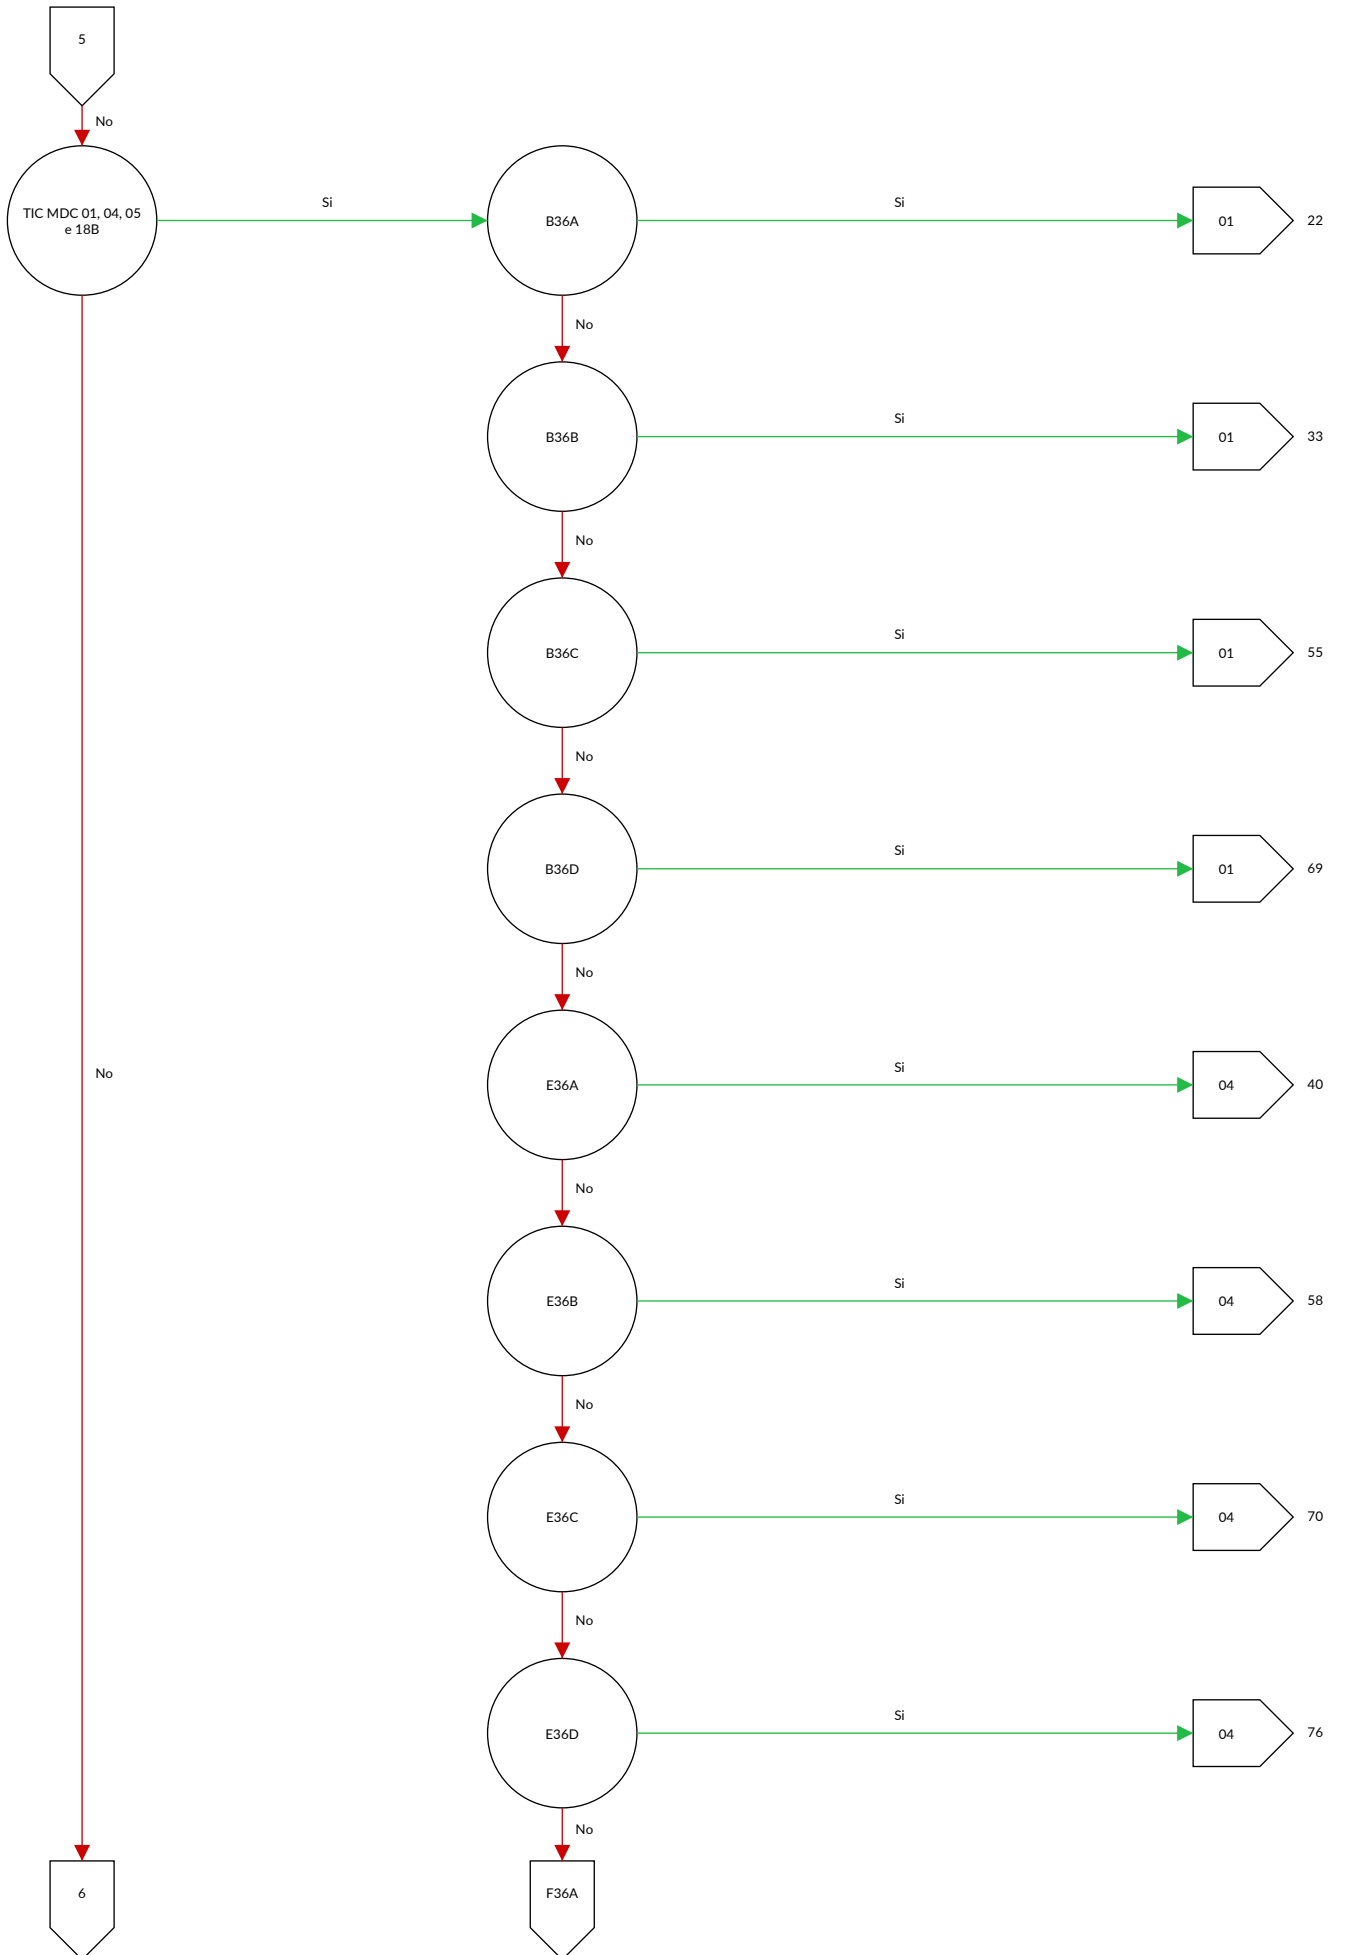 5
No
TIC MDC 01, 04, 05
e 18B
Si
B36A
Si
01
22
No
B36B
Si
01
33
No
B36C
Si
01
55
No
B36D
Si
01
69
No
No
E36A
Si
04
40
No
E36B
Si
04
58
No
E36C
Si
04
70
No
E36D
Si
04
76
No
6
F36A